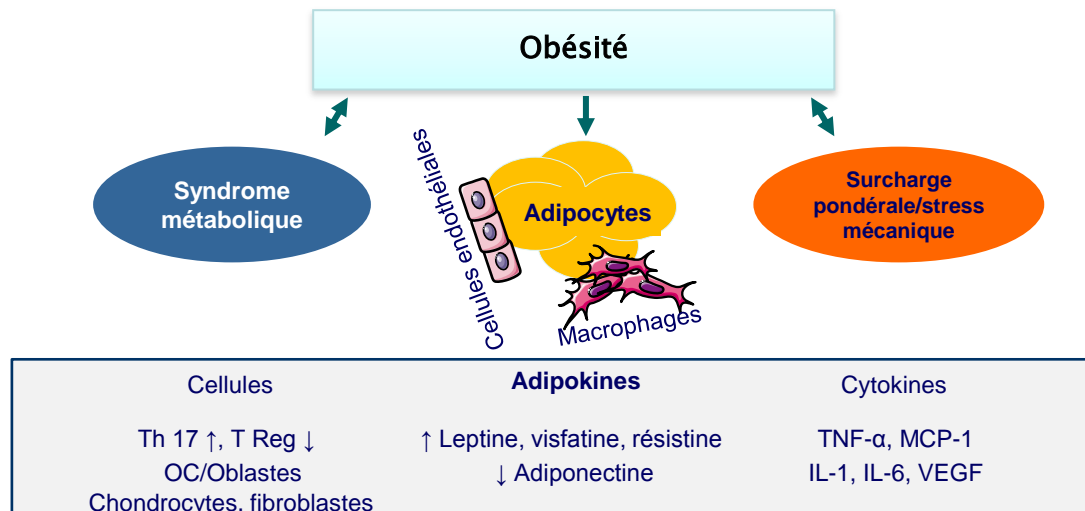 Obésité
Syndrome
métabolique
Cellules endothéliales
Adipocytes
Macrophages
Surcharge
pondérale/stress
mécanique
Cellules
Th 17 ↑, T Reg ↓
OC/Oblastes
Chondrocytes, fibroblastes
Adipokines
↑ Leptine, visfatine, résistine
↓ Adiponectine
Cytokines
TNF-α, MCP-1
IL-1, IL-6, VEGF